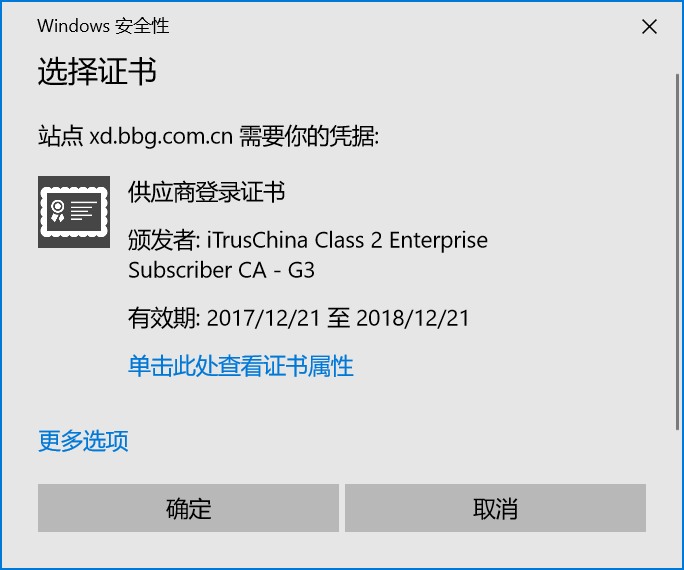 Windows 安全性
选择证书
站点 xd.bbg.com.cn 需要你的凭据:
供应商登录证书
颁发者: iTrusChina Class 2 Enterprise
Subscriber CA - G3
有效期: 2017/12/21 至 2018/12/21
单击此处查看证书属性
更多选项
确定
取消